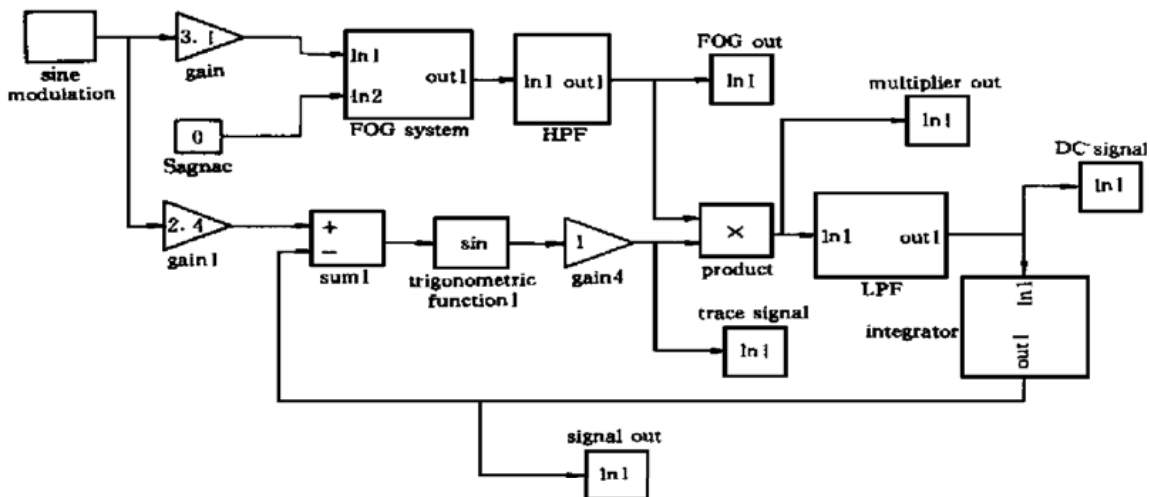 sine
modulation
3. 1
gain
In1
In2
out1
FOG system
In1 out1
HPF
FOG out
In1
multiplier out
In1
DC signal
In1
0
Sagnac
2. 4
gain1
+
−
sum1
sin
trigonometric
function1
1
gain4
×
product
In1
out1
LPF
trace signal
In1
integrator
In1
out1
signal out
In1